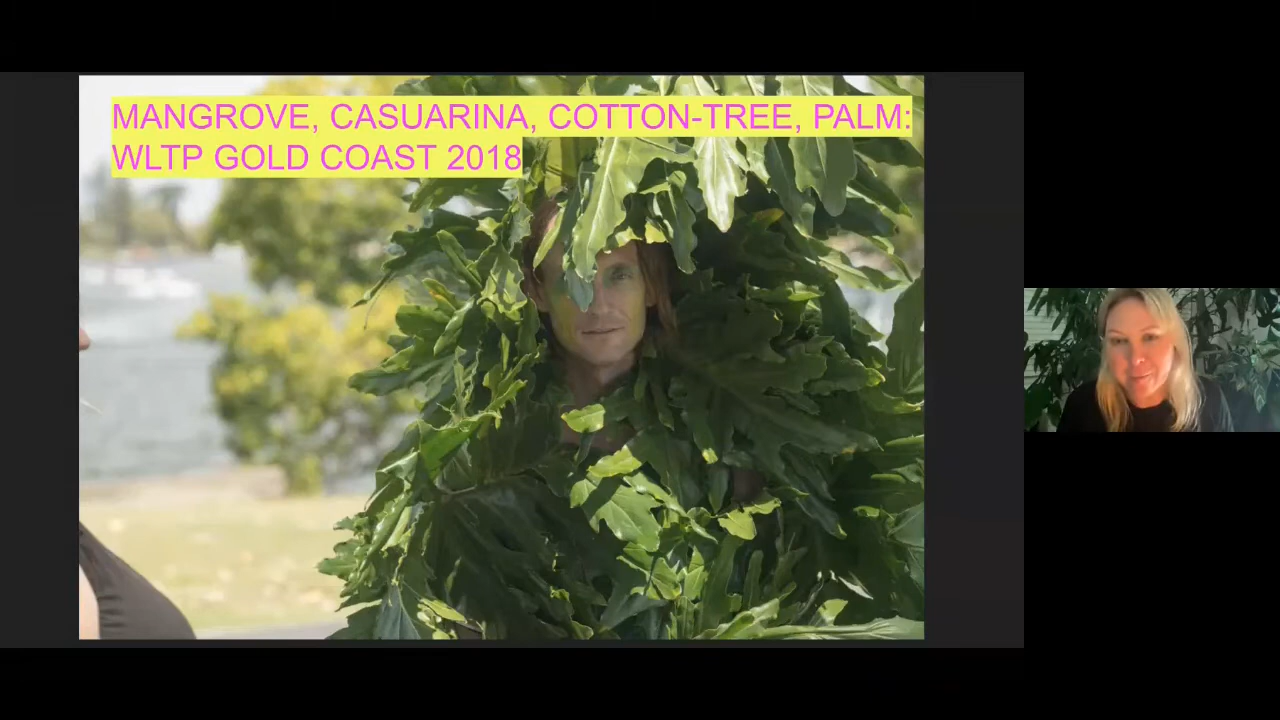 MANGROVE, CASUARINA, COTTON-TREE, PALM:
WLTP GOLD COAST 2018